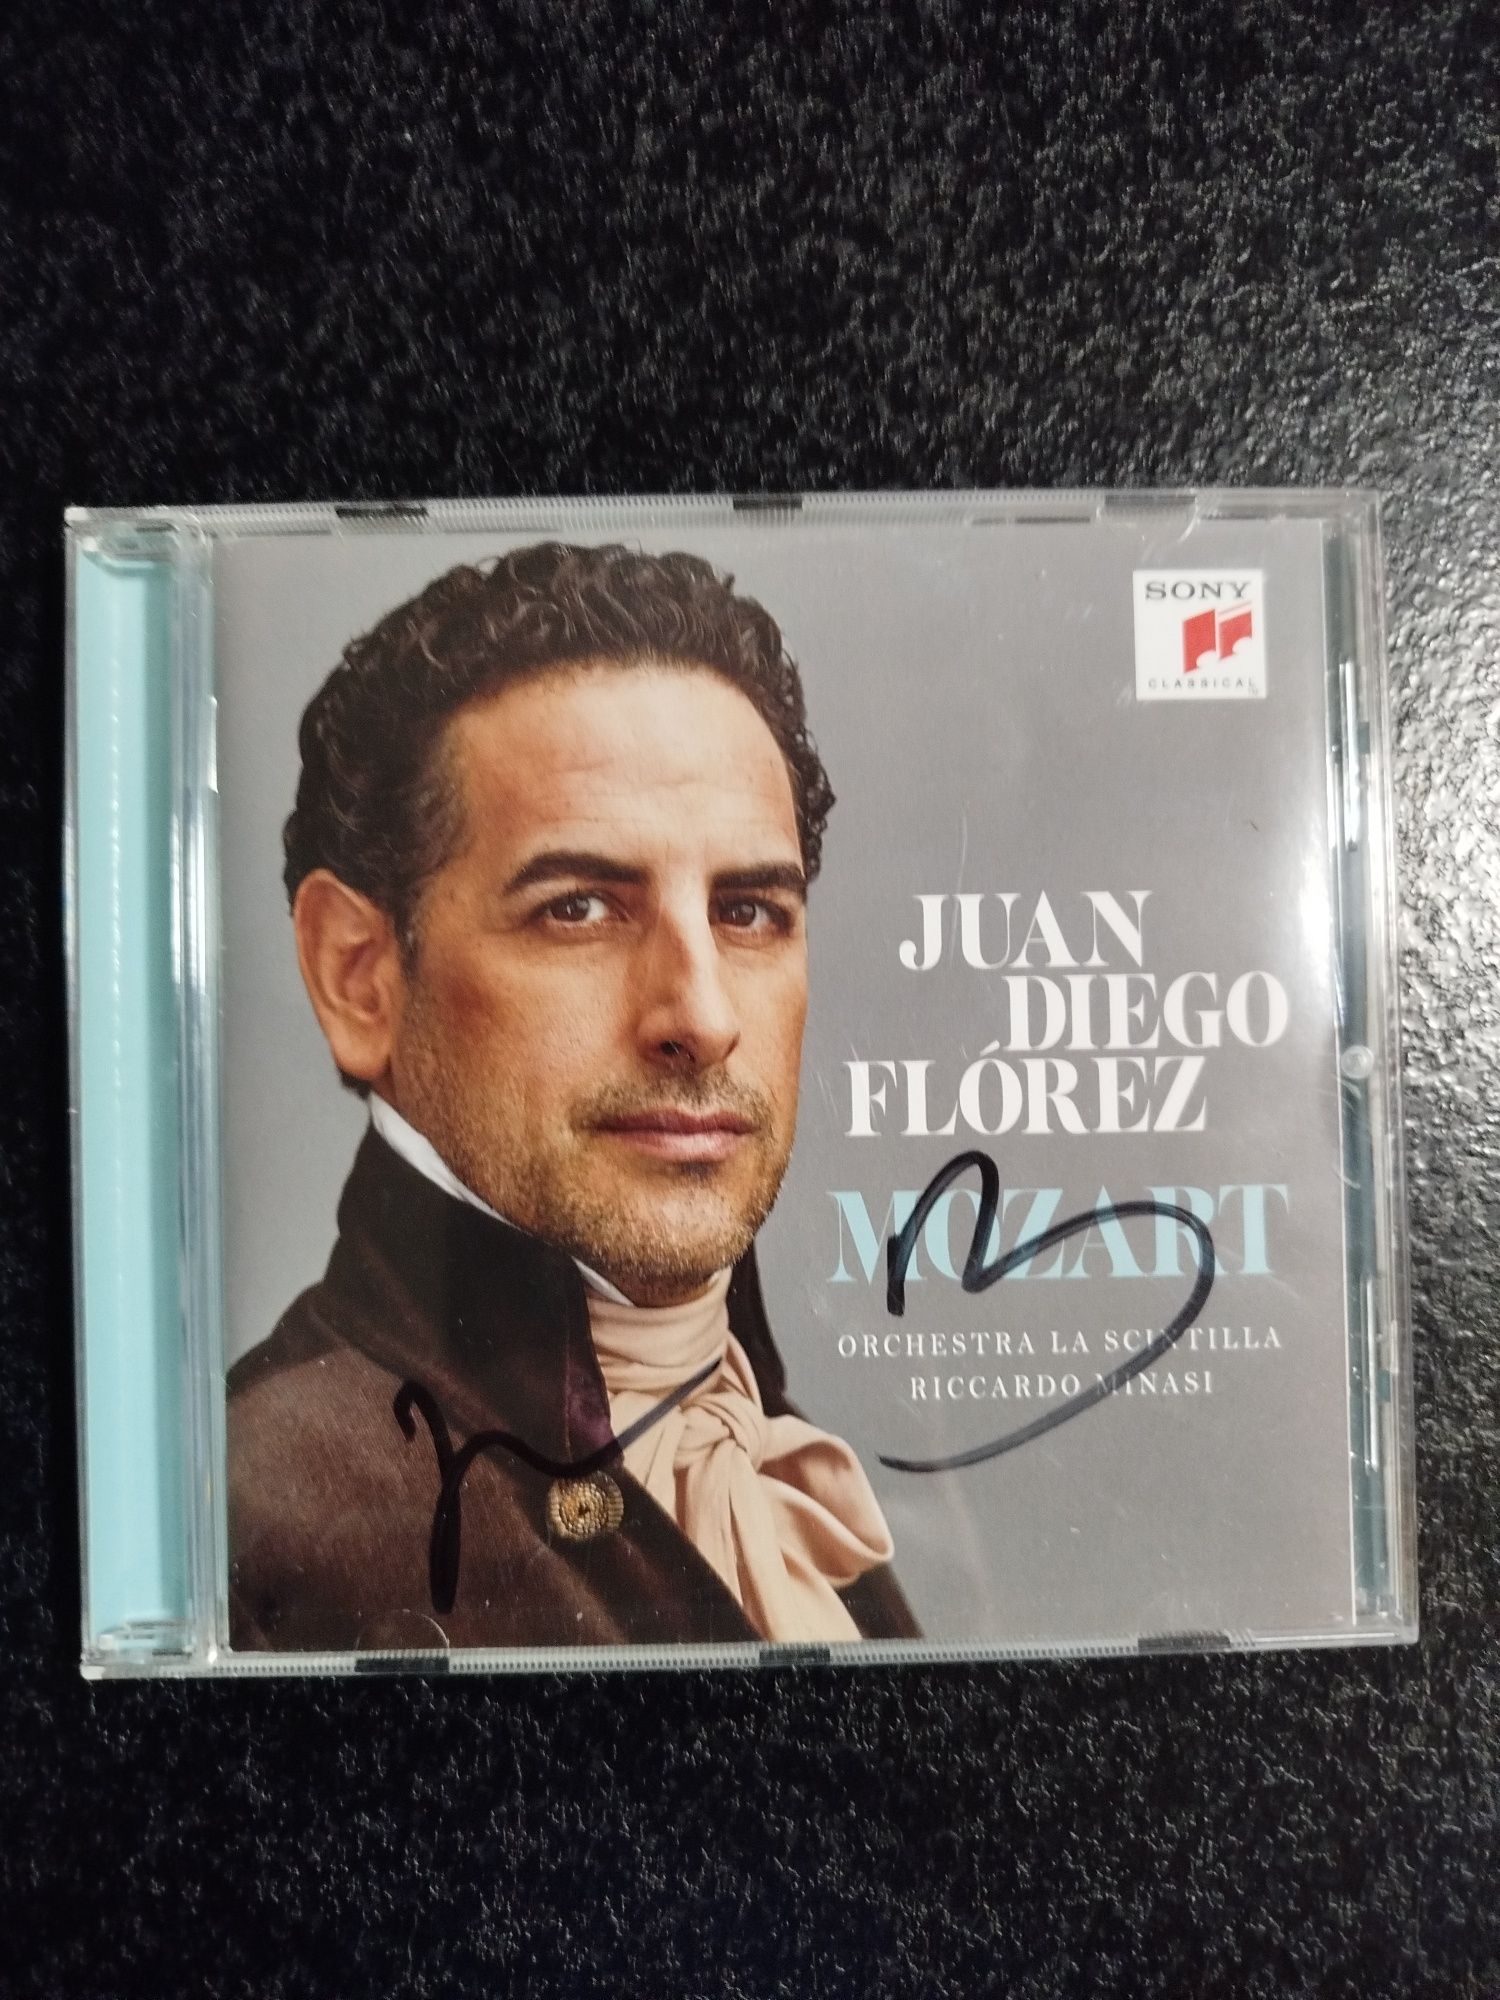 SONY
CLASSICAL
JUAN
DIEGO
FLÓREZ
MOZART
ORCHESTRA LA SCINTILLA
RICCARDO MINASI